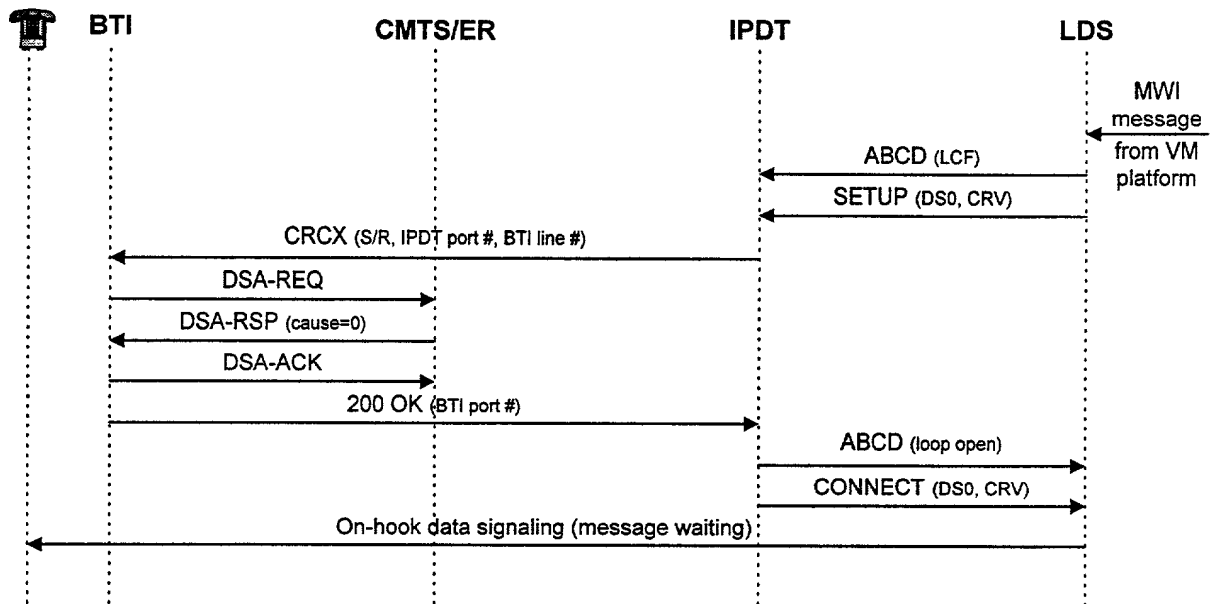 BTI CMTS/ER IPDT LDS
MWI
message
from VM
platform
ABCD (LCF)
SETUP (DS0, CRV)
CRCX (S/R, IPDT port #, BTI line #)
DSA-REQ
DSA-RSP (cause=0)
DSA-ACK
200 OK (BTI port #)
ABCD (loop open)
CONNECT (DS0, CRV)
On-hook data signaling (message waiting)